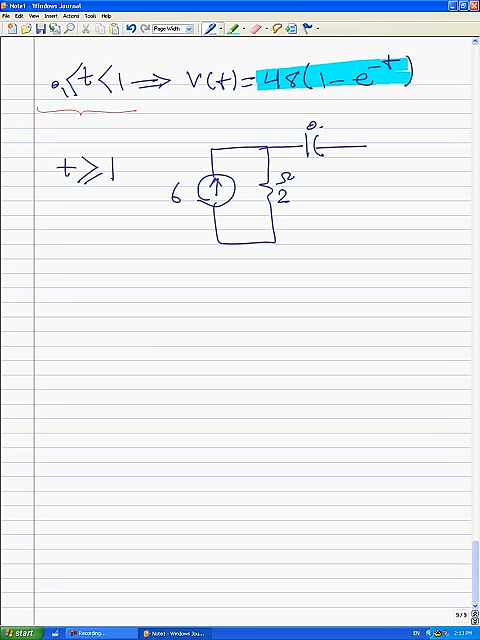 Note1 - Windows Journal
File Edit View Insert Actions Tools Help
Page Width
0,<t<1 ⟹ v(t)=48(1-e^-t)
t⩾1
0.
6
Ω
2
9/9
start
Recording...
Note1 - Windows Jou...
EN
2:13 PM